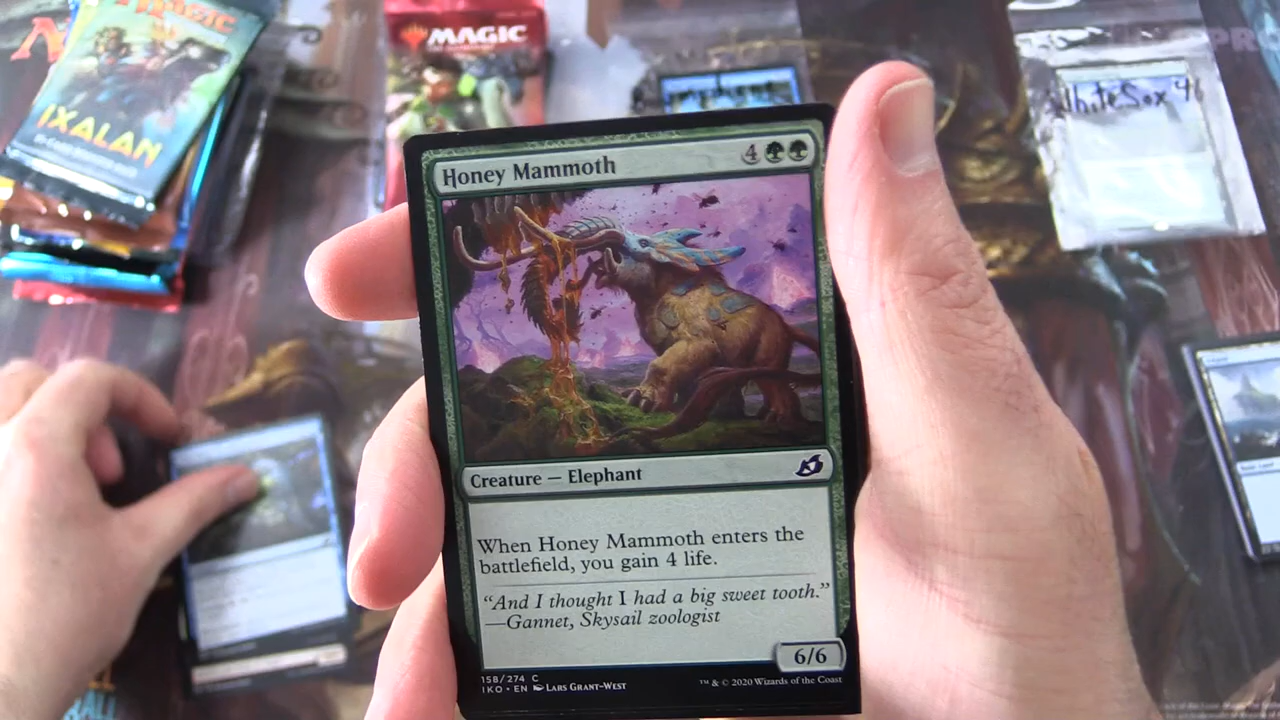 MAGIC
IXALAN
MAGIC
WhiteSox 9
Honey Mammoth
4
Creature — Elephant
When Honey Mammoth enters the
battlefield, you gain 4 life.
“And I thought I had a big sweet tooth.”
—Gannet, Skysail zoologist
6/6
158/274 C
IKO • EN Lars Grant-West
™ & © 2020 Wizards of the Coast